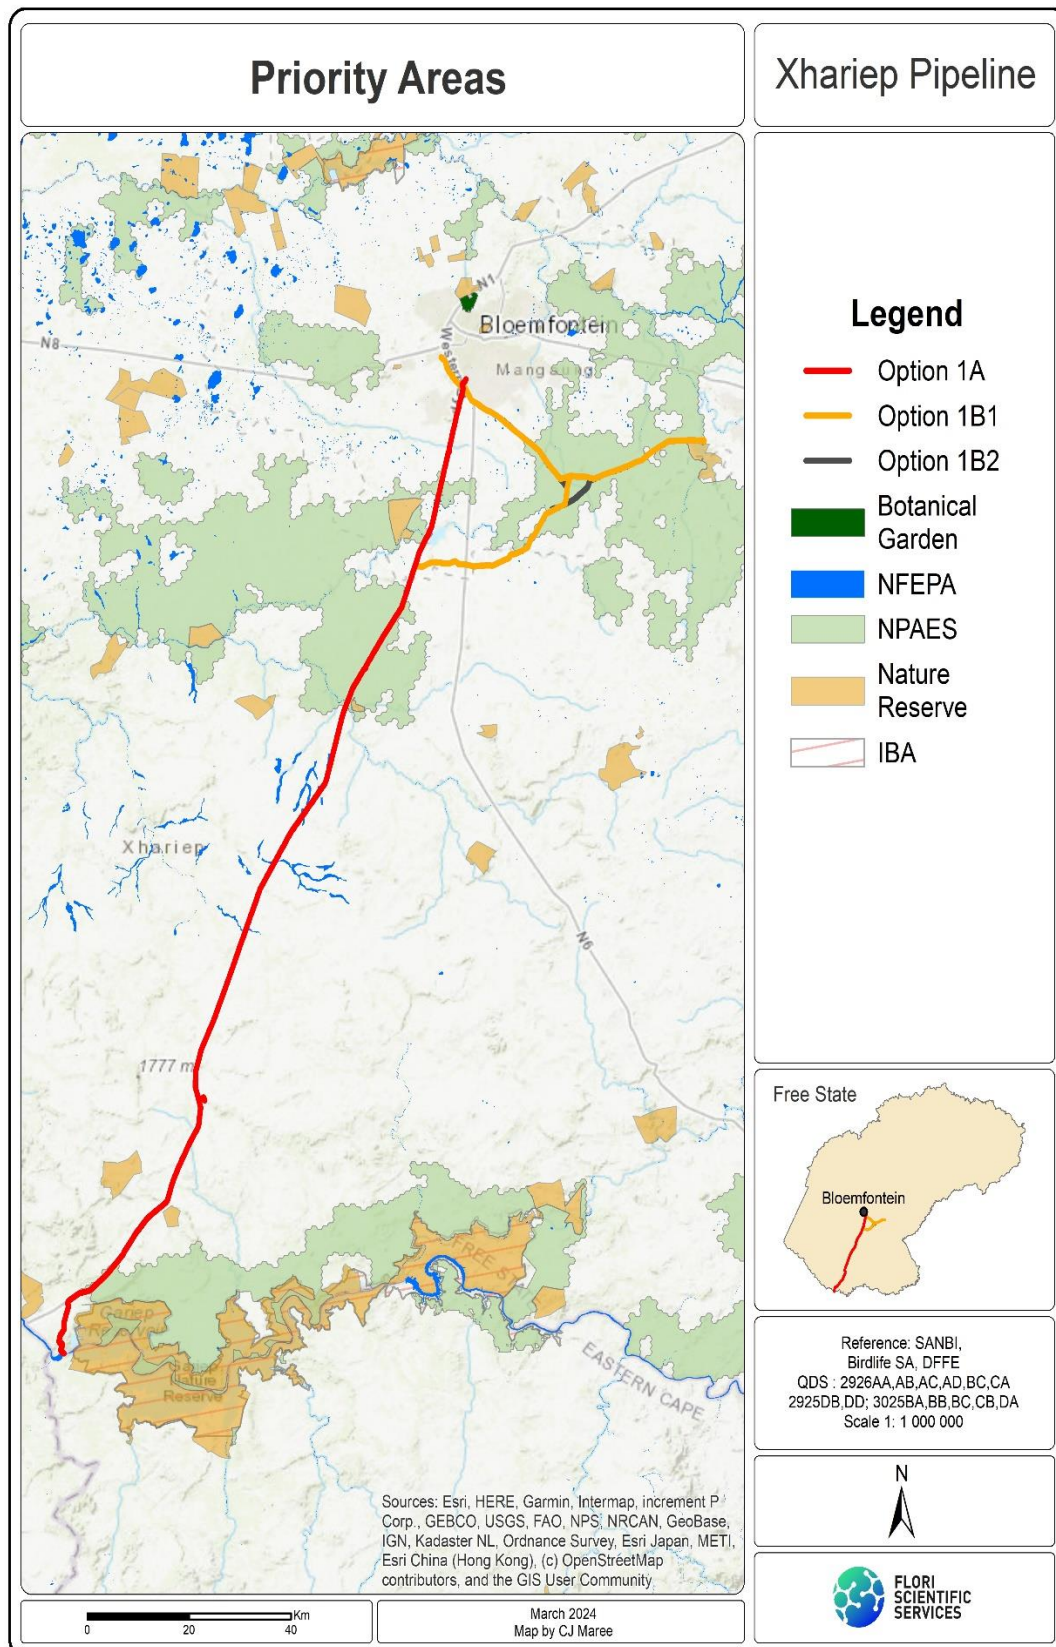 Priority Areas
Xhariep Pipeline
N1
Bloemfontein
N8
Western
Mangaung
Xhariep
N6
1777 m
FREE ST
Gariep
Nature
Reserve
EASTERN CAPE
Sources: Esri, HERE, Garmin, Intermap, increment P
Corp., GEBCO, USGS, FAO, NPS, NRCAN, GeoBase,
IGN, Kadaster NL, Ordnance Survey, Esri Japan, METI,
Esri China (Hong Kong), (c) OpenStreetMap
contributors, and the GIS User Community
Legend
Option 1A
Option 1B1
Option 1B2
Botanical
Garden
NFEPA
NPAES
Nature
Reserve
IBA
Free State
Bloemfontein
Reference: SANBI,
Birdlife SA, DFFE
QDS : 2926AA,AB,AC,AD,BC,CA
2925DB,DD; 3025BA,BB,BC,CB,DA
Scale 1: 1 000 000
N
FLORI
SCIENTIFIC
SERVICES
Km
0 20 40
March 2024
Map by CJ Maree